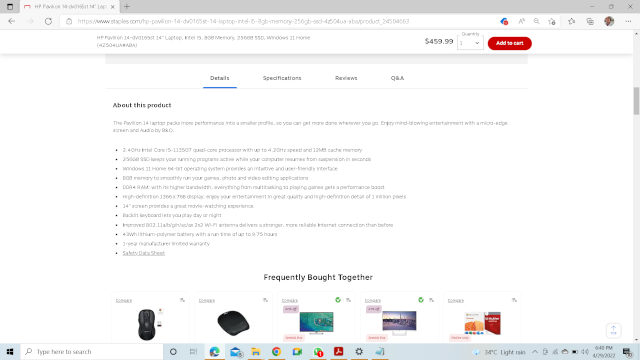 HP Pavilion 14-dv0165st 14" Lapt
https://www.staples.com/hp-pavilion-14-dv0165st-14-laptop-intel-i5-8gb-memory-256gb-ssd-4z504ua-aba/product_24504663
HP Pavilion 14-dv0165st 14" Laptop, Intel i5, 8GB Memory, 256GB SSD, Windows 11 Home
(4Z504UA#ABA)
$459.99
Quantity
1
Add to cart
Details
Specifications
Reviews
Q&A
About this product
The Pavilion 14 laptop packs more performance into a smaller profile, so you can get more done wherever you go. Enjoy mind-blowing entertainment with a micro-edge
screen and Audio by B&O.
2.4GHz Intel Core i5-1135G7 quad-core processor with up to 4.2GHz speed and 12MB cache memory
256GB SSD keeps your running programs active while your computer resumes from suspension in seconds
Windows 11 Home 64-bit operating system provides an intuitive and user-friendly interface
8GB memory to smoothly run your games, photo and video editing applications
DDR4 RAM: with its higher bandwidth, everything from multitasking to playing games gets a performance boost
High-definition 1366 x 768 display; enjoy your entertainment in great quality and high-definition detail of 1 million pixels
14" screen provides a great movie-watching experience
Backlit keyboard lets you play day or night
Improved 802.11a/b/g/n/ac/ax 2x2 Wi-Fi antenna delivers a stronger, more reliable Internet connection than before
43Wh lithium-polymer battery with a run time of up to 8.75 hours
1-year manufacturer limited warranty
Safety Data Sheet
Frequently Bought Together
Compare
Compare
Compare
Compare
Compare
Type here to search
34°C Light rain
6:40 PM
4/29/2022